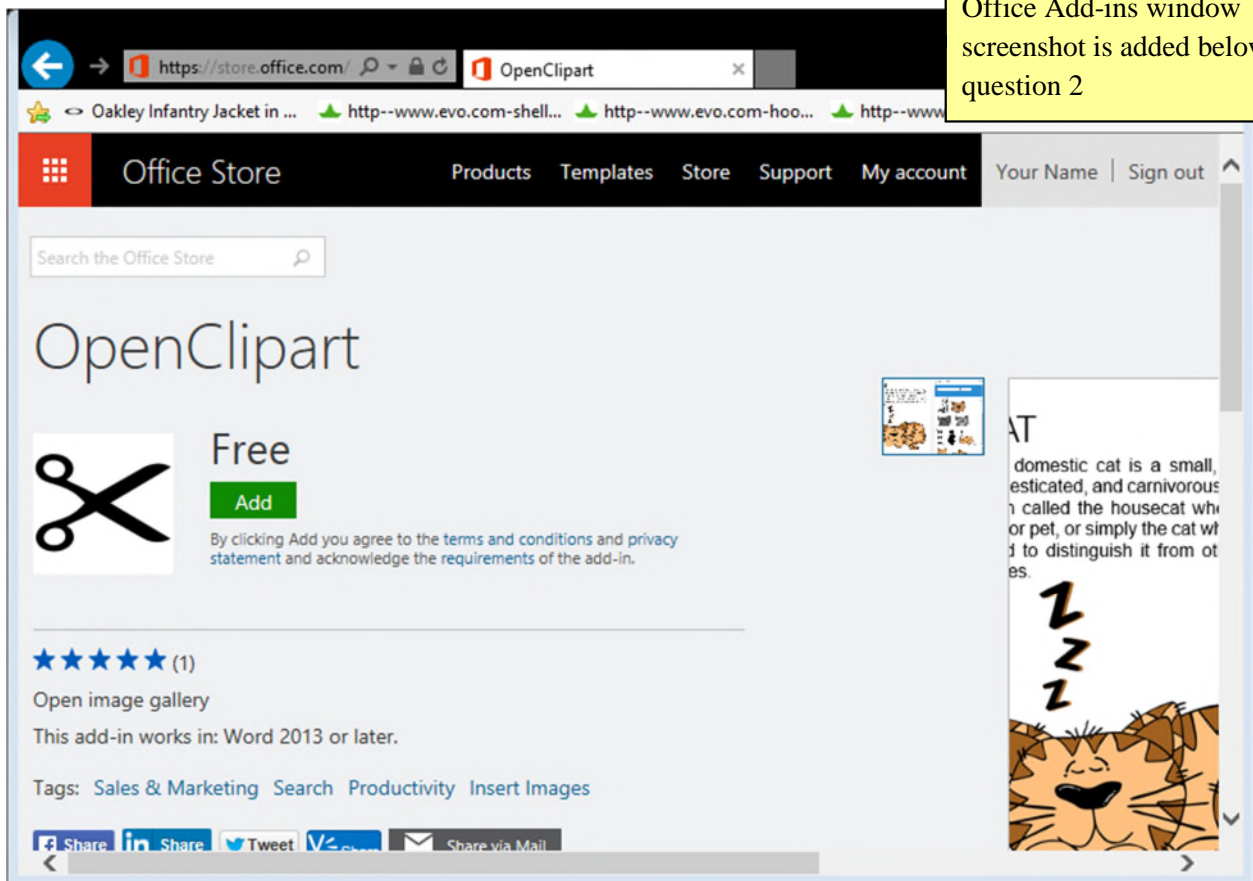 Office Add-ins window
screenshot is added below
question 2
https://store.office.com/
OpenClipart
Oakley Infantry Jacket in ... http--www.evo.com-shell... http--www.evo.com-hoo... http--www
Office Store Products Templates Store Support My account Your Name | Sign out
Search the Office Store
OpenClipart
Free
Add
By clicking Add you agree to the terms and conditions and privacy
statement and acknowledge the requirements of the add-in.
(1)
Open image gallery
This add-in works in: Word 2013 or later.
Tags: Sales & Marketing Search Productivity Insert Images
Share in Share Tweet Share via Mail
AT
domestic cat is a small,
esticated, and carnivorous
called the housecat
or pet, or simply the cat
to distinguish it from ot
es.
z
z
z